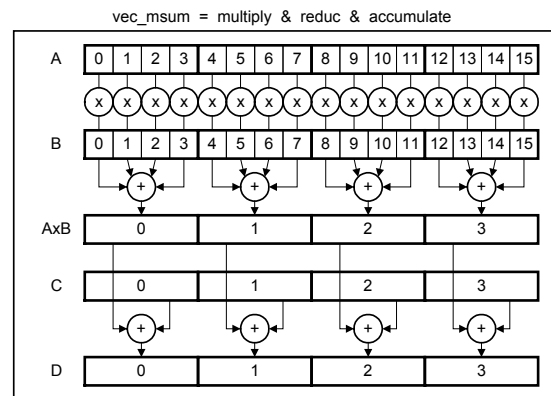 vec_msum = multiply & reduc & accumulate
A 0 1 2 3 4 5 6 7 8 9 10 11 12 13 14 15
x x x x x x x x x x x x x x x x
B 0 1 2 3 4 5 6 7 8 9 10 11 12 13 14 15
+ + + +
AxB 0 1 2 3
C 0 1 2 3
+ + + +
D 0 1 2 3